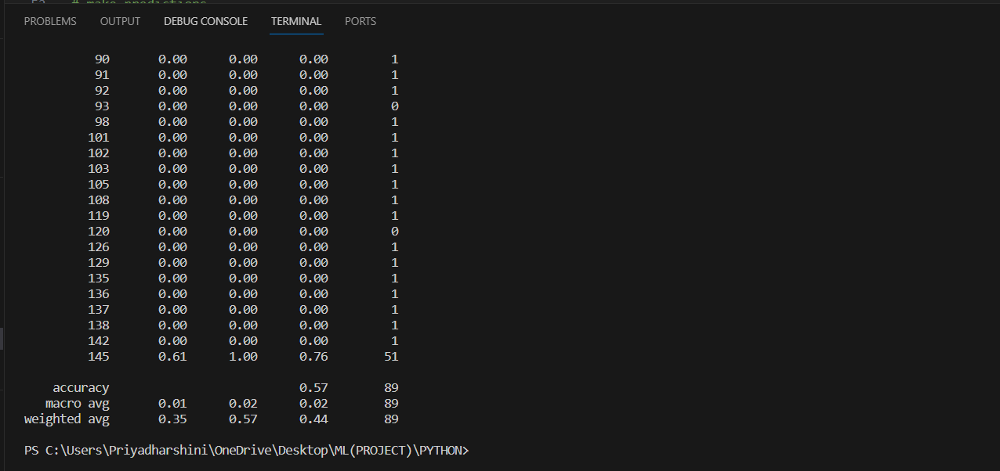 # make predictions
PROBLEMS OUTPUT DEBUG CONSOLE TERMINAL PORTS
90 0.00 0.00 0.00 1
91 0.00 0.00 0.00 1
92 0.00 0.00 0.00 1
93 0.00 0.00 0.00 0
98 0.00 0.00 0.00 1
101 0.00 0.00 0.00 1
102 0.00 0.00 0.00 1
103 0.00 0.00 0.00 1
105 0.00 0.00 0.00 1
108 0.00 0.00 0.00 1
119 0.00 0.00 0.00 1
120 0.00 0.00 0.00 0
126 0.00 0.00 0.00 1
129 0.00 0.00 0.00 1
135 0.00 0.00 0.00 1
136 0.00 0.00 0.00 1
137 0.00 0.00 0.00 1
138 0.00 0.00 0.00 1
142 0.00 0.00 0.00 1
145 0.61 1.00 0.76 51
accuracy 0.57 89
macro avg 0.01 0.02 0.02 89
weighted avg 0.35 0.57 0.44 89
PS C:\Users\Priyadharshini\OneDrive\Desktop\ML(PROJECT)\PYTHON>